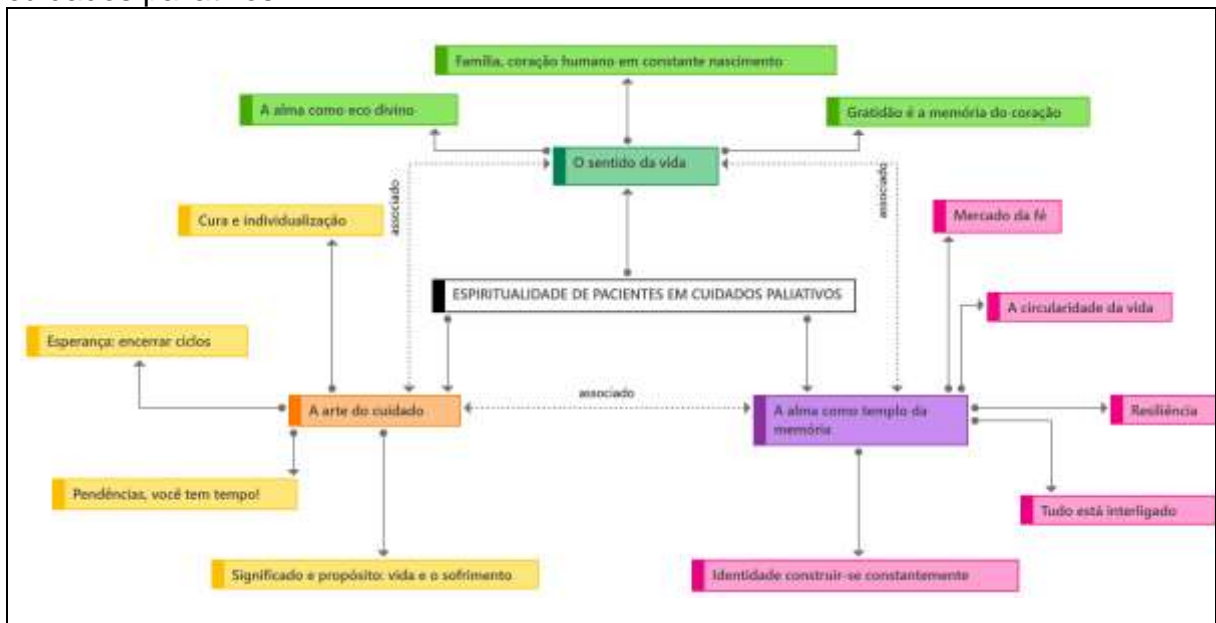 Família, coração humano em constante nascimento
A alma como eco divino
Gratidão é a memória do coração
O sentido da vida
associado
associado
Cura e individualização
Mercado da fé
ESPIRITUALIDADE DE PACIENTES EM CUIDADOS PALIATIVOS
A circularidade da vida
Esperança: encerrar ciclos
associado
A arte do cuidado
A alma como templo da
memória
Resiliência
Pendências, você tem tempo!
Tudo está interligado
Significado e propósito: vida e o sofrimento
Identidade construir-se constantemente